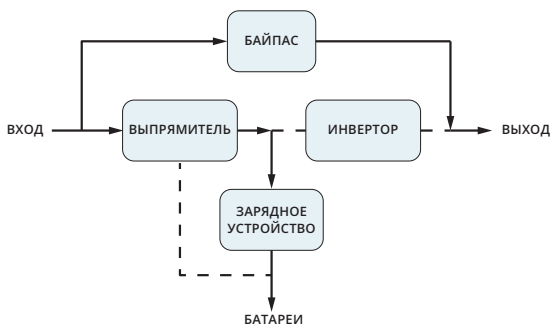 БАЙПАС
ВХОД
ВЫПРЯМИТЕЛЬ
ИНВЕРТОР
ВЫХОД
ЗАРЯДНОЕ
УСТРОЙСТВО
БАТАРЕИ